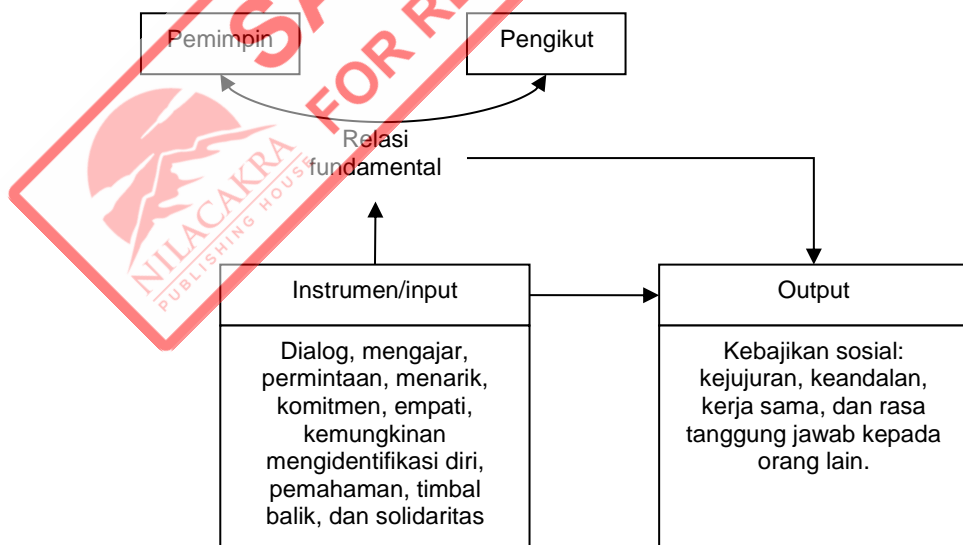 Pemimpin
Pengikut
SA
FOR RE
Relasi
fundamental
NILACAKRA
PUBLISHING HOUSE
Instrumen/input
Dialog, mengajar,
permintaan, menarik,
komitmen, empati,
kemungkinan
mengidentifikasi diri,
pemahaman, timbal
balik, dan solidaritas
Output
Kebajikan sosial:
kejujuran, keandalan,
kerja sama, dan rasa
tanggung jawab kepada
orang lain.